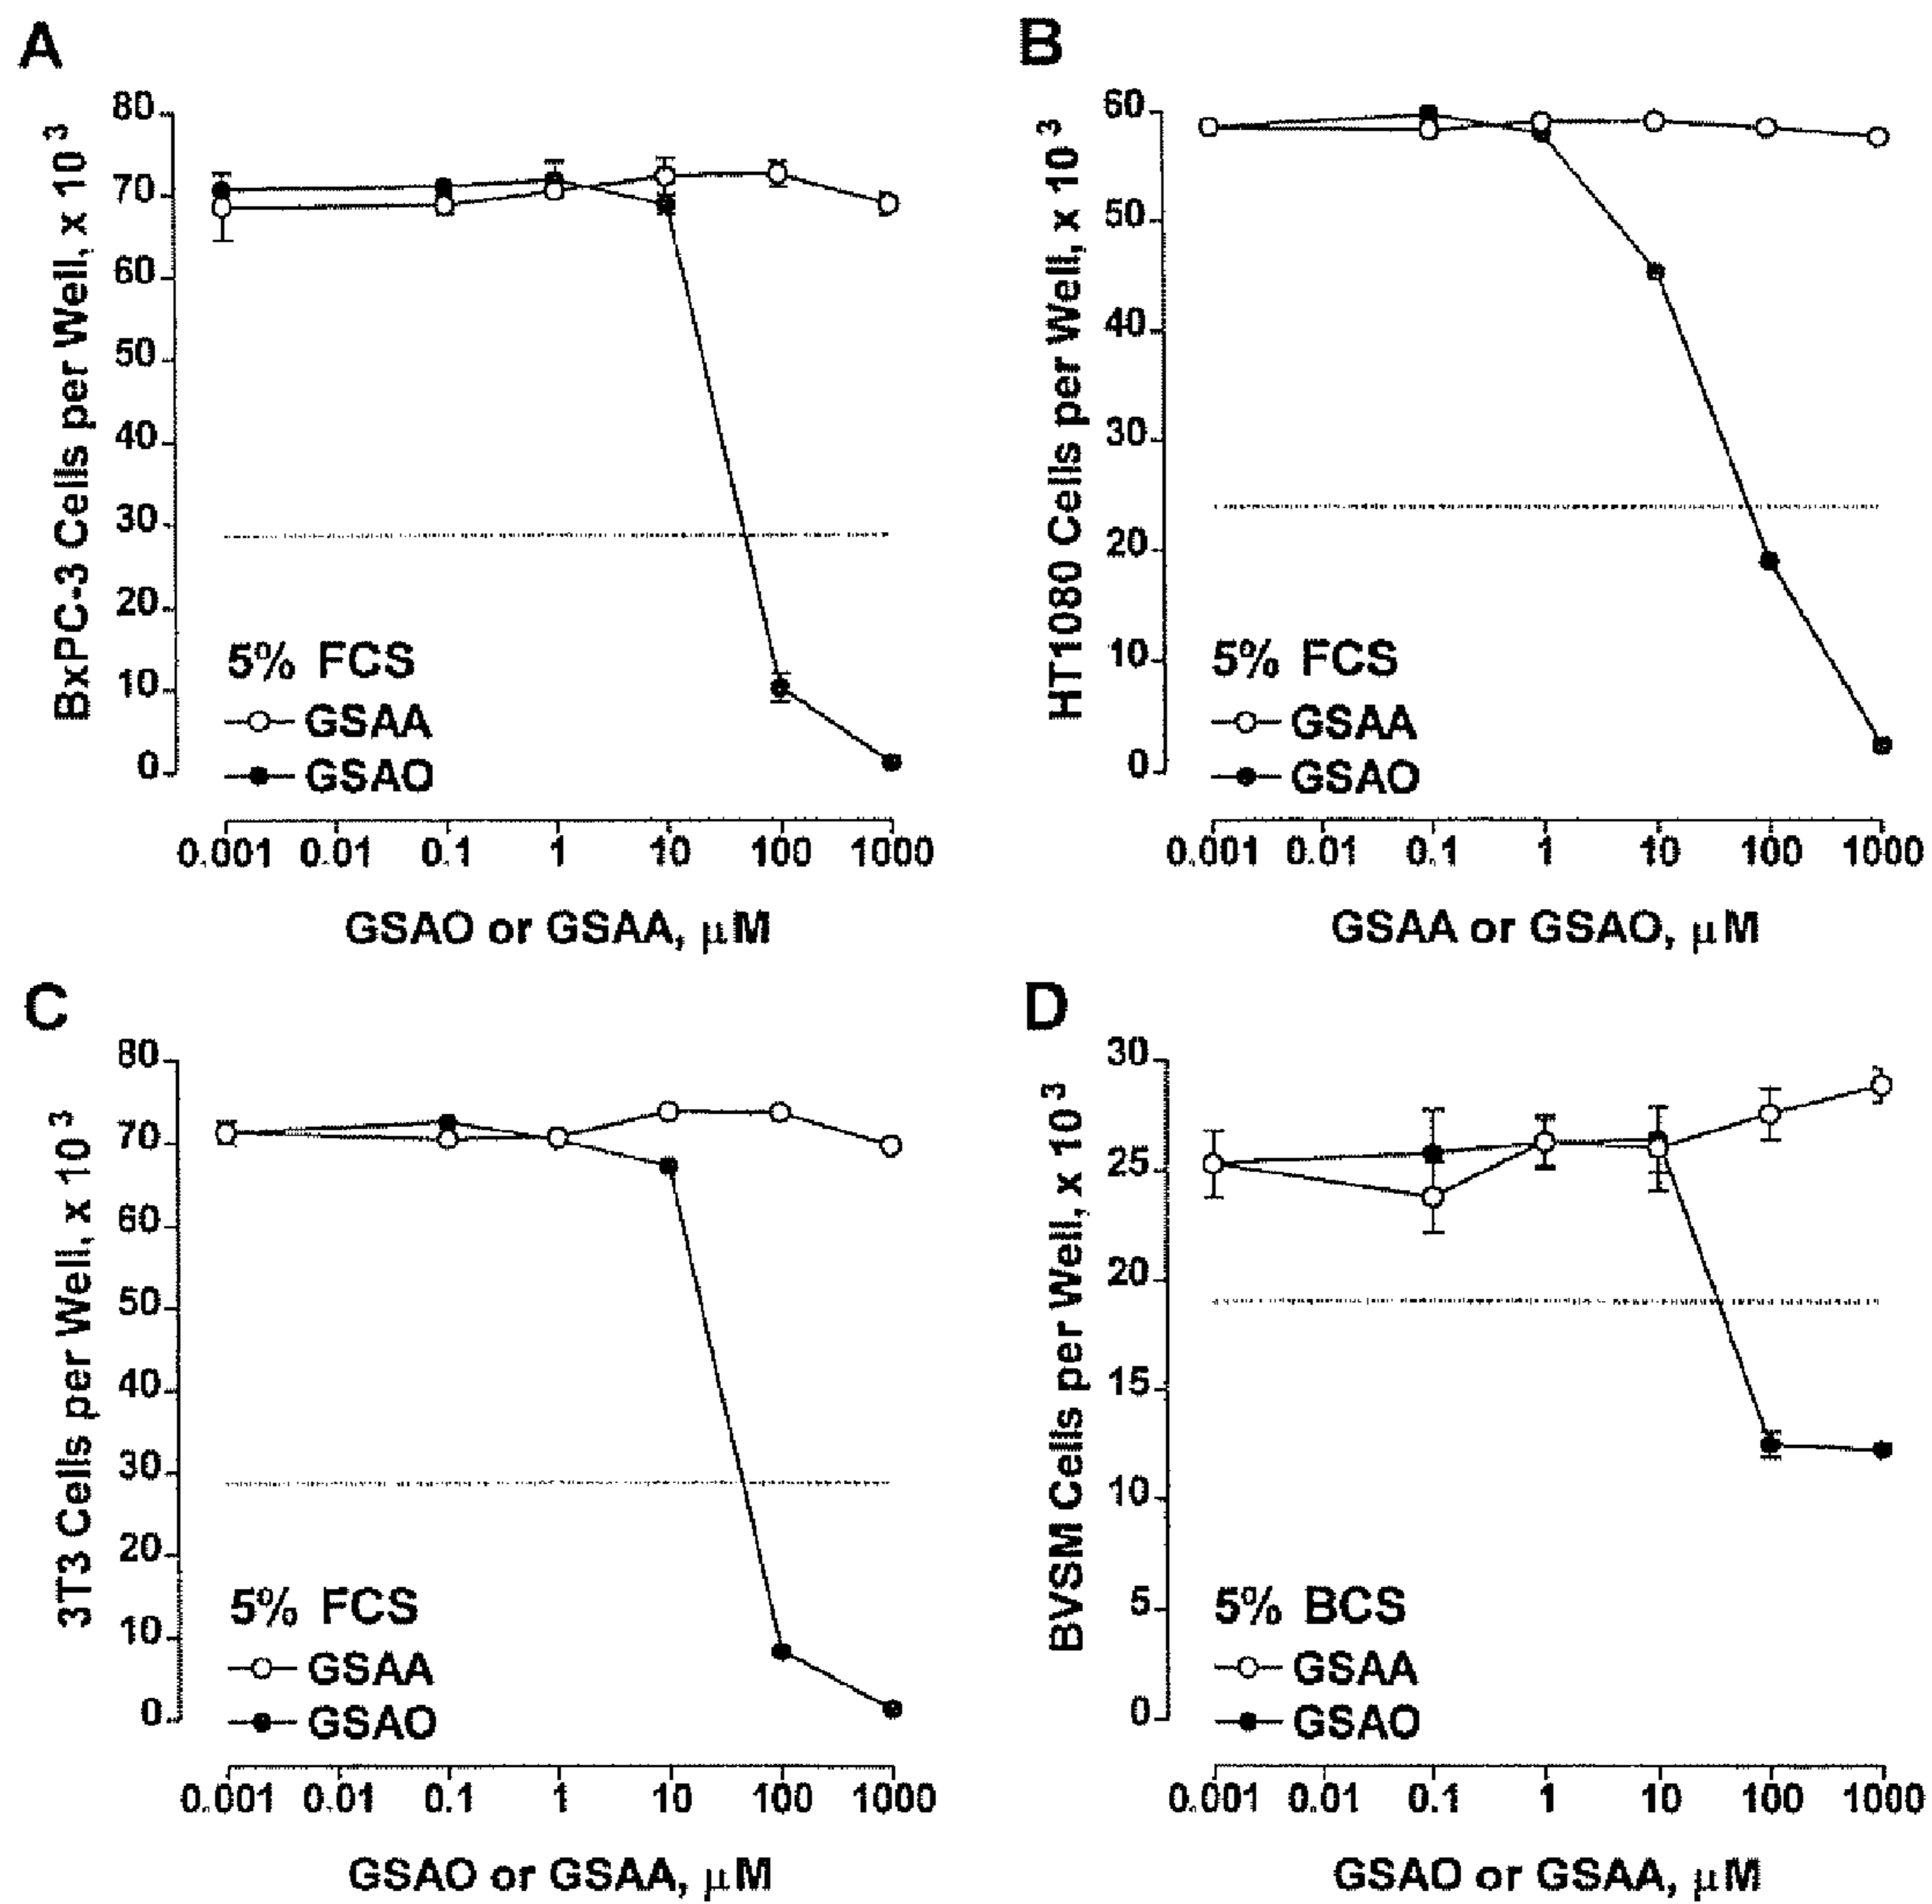 A
BxPC-3 Cells per Well, x 10³
80
70
60
50
40
30
20
10
0
5% FCS
GSAA
GSAO
0.001 0.01 0.1 1 10 100 1000
GSAO or GSAA, µM
B
HT1080 Cells per Well, x 10³
60
50
40
30
20
10
0
5% FCS
GSAA
GSAO
0.001 0.01 0.1 1 10 100 1000
GSAA or GSAO, µM
C
3T3 Cells per Well, x 10³
80
70
60
50
40
30
20
10
0
5% FCS
GSAA
GSAO
0.001 0.01 0.1 1 10 100 1000
GSAO or GSAA, µM
D
BVSM Cells per Well, x 10³
30
25
20
15
10
5
0
5% BCS
GSAA
GSAO
0.001 0.01 0.1 1 10 100 1000
GSAO or GSAA, µM